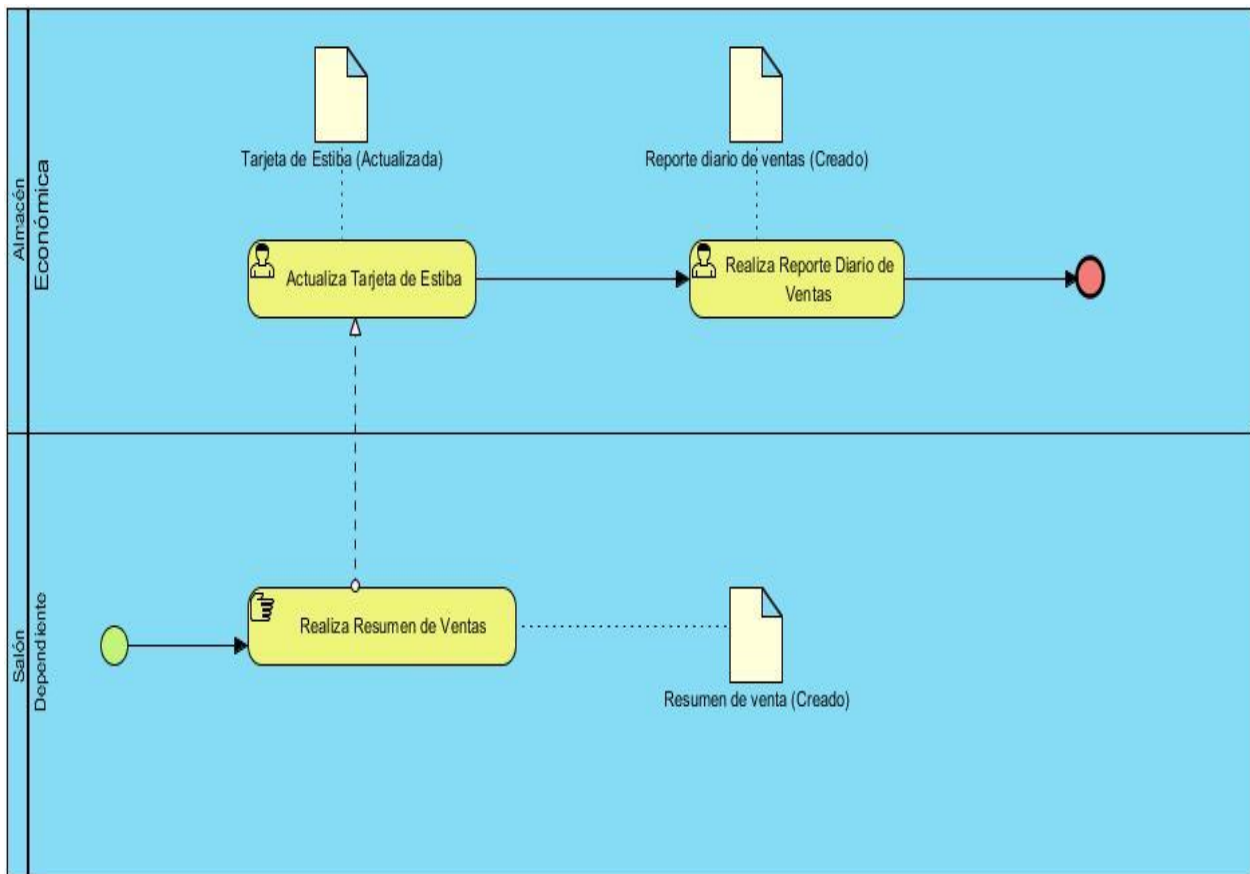 Almacén
Económica
Tarjeta de Estiba (Actualizada)
Reporte diario de ventas (Creado)
Actualiza Tarjeta de Estiba
Realiza Reporte Diario de
Ventas
Salón
Dependiente
Realiza Resumen de Ventas
Resumen de venta (Creado)